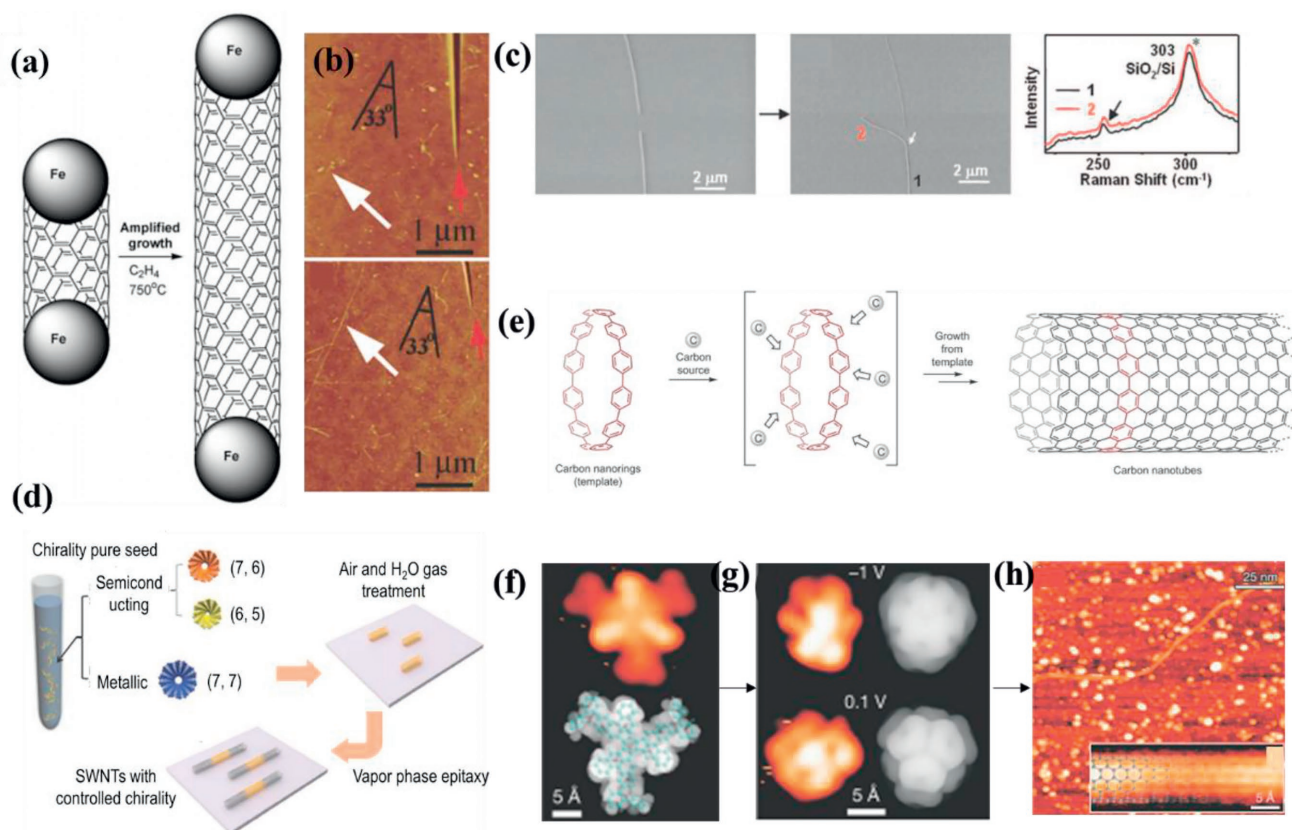 (a)
Fe
Fe
Amplified
growth
C₂H₄
750°C
Fe
Fe
(b)
33°
1 μm
33°
1 μm
(c)
2 μm
2
1
2 μm
Intensity
303
SiO₂/Si
*
1
2
250
300
Raman Shift (cm⁻¹)
(d)
Chirality pure seed
Semicond
ucting
(7, 6)
(6, 5)
Metallic
(7, 7)
Air and H₂O gas
treatment
Vapor phase epitaxy
SWNTs with
controlled chirality
(e)
Carbon nanorings
(template)
C
Carbon
source
C
C
C
C
C
Growth
from
template
Carbon nanotubes
(f)
5 Å
(g)
–1 V
0.1 V
5 Å
(h)
25 nm
5 Å